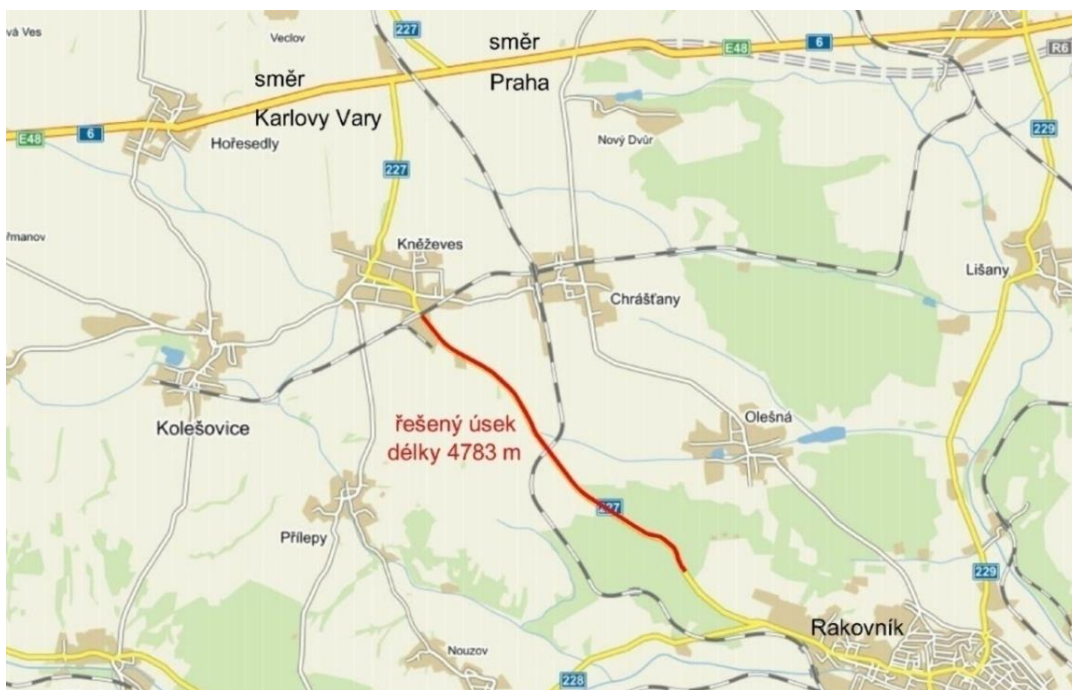 vá Ves
Veclov
227
směr
Praha
E48
6
R6
směr
Karlovy Vary
E48
6
Hořesedly
227
Nový Dvůr
229
Kněževes
Lišany
Chrášťany
řešený úsek
délky 4783 m
Kolešovice
Olešná
227
Přílepy
229
Rakovník
Nouzov
228